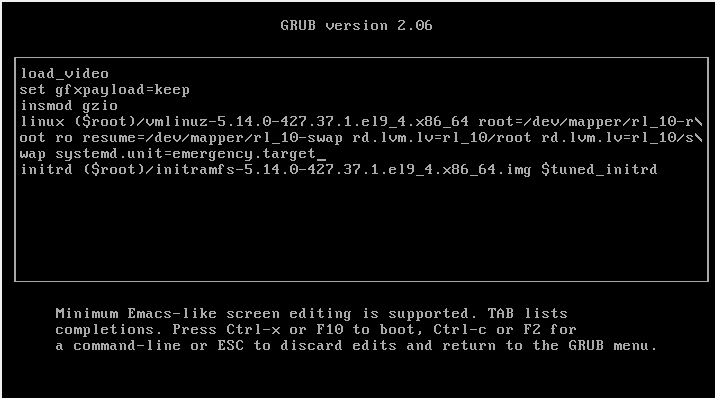 GRUB version 2.06
load_video
set gfxpayload=keep
insmod gzio
linux ($root)/vmlinuz-5.14.0-427.37.1.el9_4.x86_64 root=/dev/mapper/rl_10-r\
oot ro resume=/dev/mapper/rl_10-swap rd.lvm.lv=rl_10/root rd.lvm.lv=rl_10/s\
wap systemd.unit=emergency.target_
initrd ($root)/initramfs-5.14.0-427.37.1.el9_4.x86_64.img $tuned_initrd
Minimum Emacs-like screen editing is supported. TAB lists
completions. Press Ctrl-x or F10 to boot, Ctrl-c or F2 for
a command-line or ESC to discard edits and return to the GRUB menu.